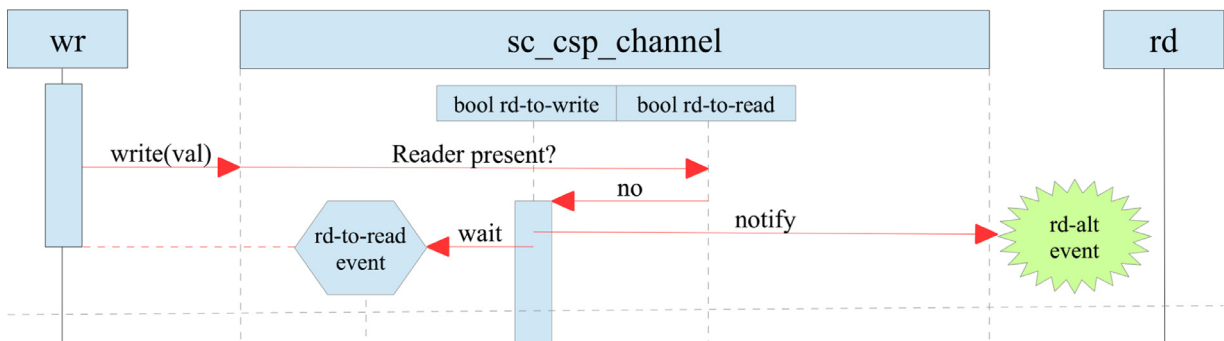 wr
sc_csp_channel
rd
bool rd-to-write
bool rd-to-read
write(val)
Reader present?
no
notify
rd-alt
event
wait
rd-to-read
event